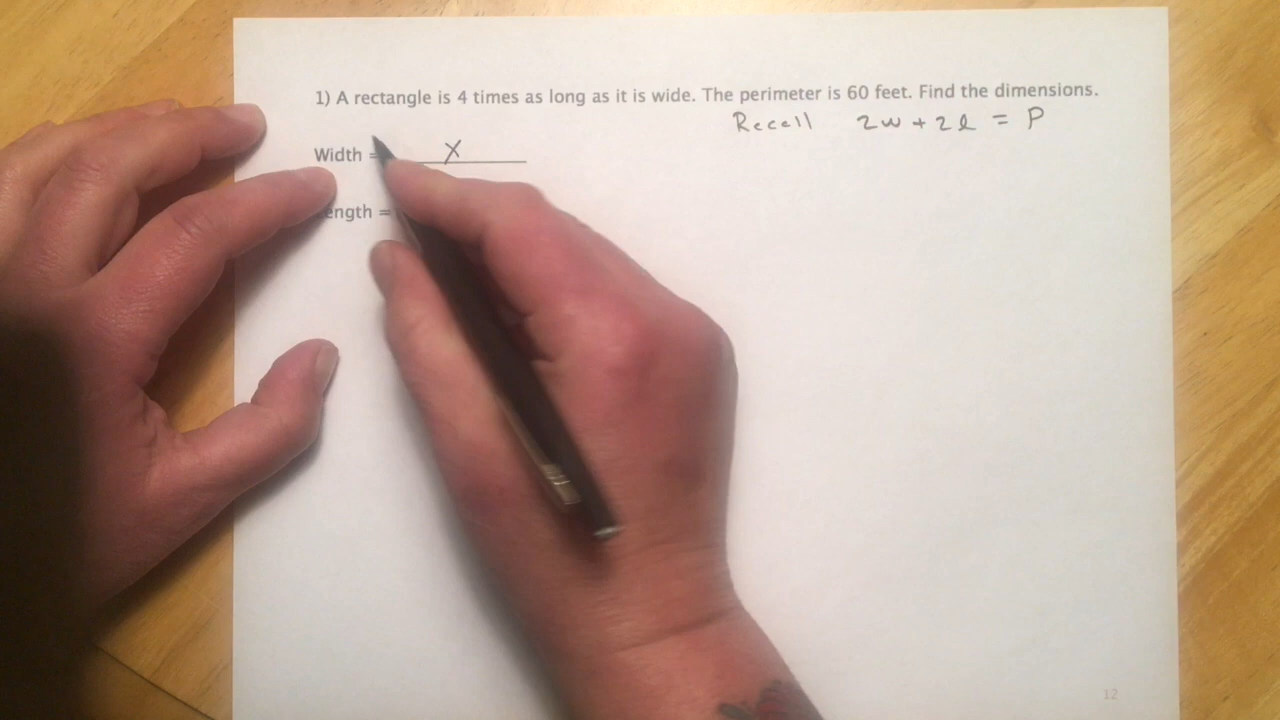 1) A rectangle is 4 times as long as it is wide. The perimeter is 60 feet. Find the dimensions.
Recall 2w + 2l = P
Width = X
Length =
12